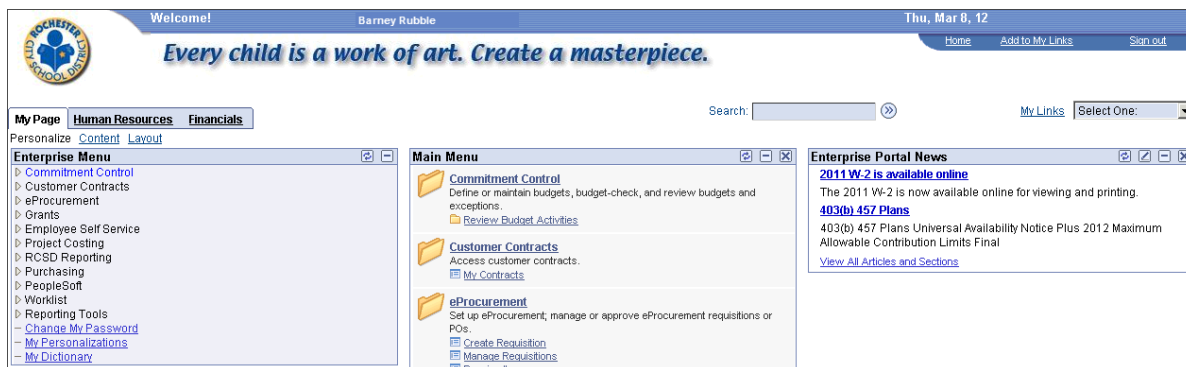 Welcome!
Barney Rubble
Thu, Mar 8, 12
ROCHESTER
CITY SCHOOL DISTRICT
Every child is a work of art. Create a masterpiece.
Home Add to My Links Sign out
My Page Human Resources Financials
Search:
My Links Select One:
Personalize Content Layout
Enterprise Menu
Commitment Control
Customer Contracts
eProcurement
Grants
Employee Self Service
Project Costing
RCSD Reporting
Purchasing
PeopleSoft
Worklist
Reporting Tools
Change My Password
My Personalizations
My Dictionary
Main Menu
Commitment Control
Define or maintain budgets, budget-check, and review budgets and
exceptions.
Review Budget Activities
Customer Contracts
Access customer contracts.
My Contracts
eProcurement
Set up eProcurement; manage or approve eProcurement requisitions or
POs.
Create Requisition
Manage Requisitions
Enterprise Portal News
2011 W-2 is available online
The 2011 W-2 is now available online for viewing and printing.
403(b) 457 Plans
403(b) 457 Plans Universal Availability Notice Plus 2012 Maximum
Allowable Contribution Limits Final
View All Articles and Sections